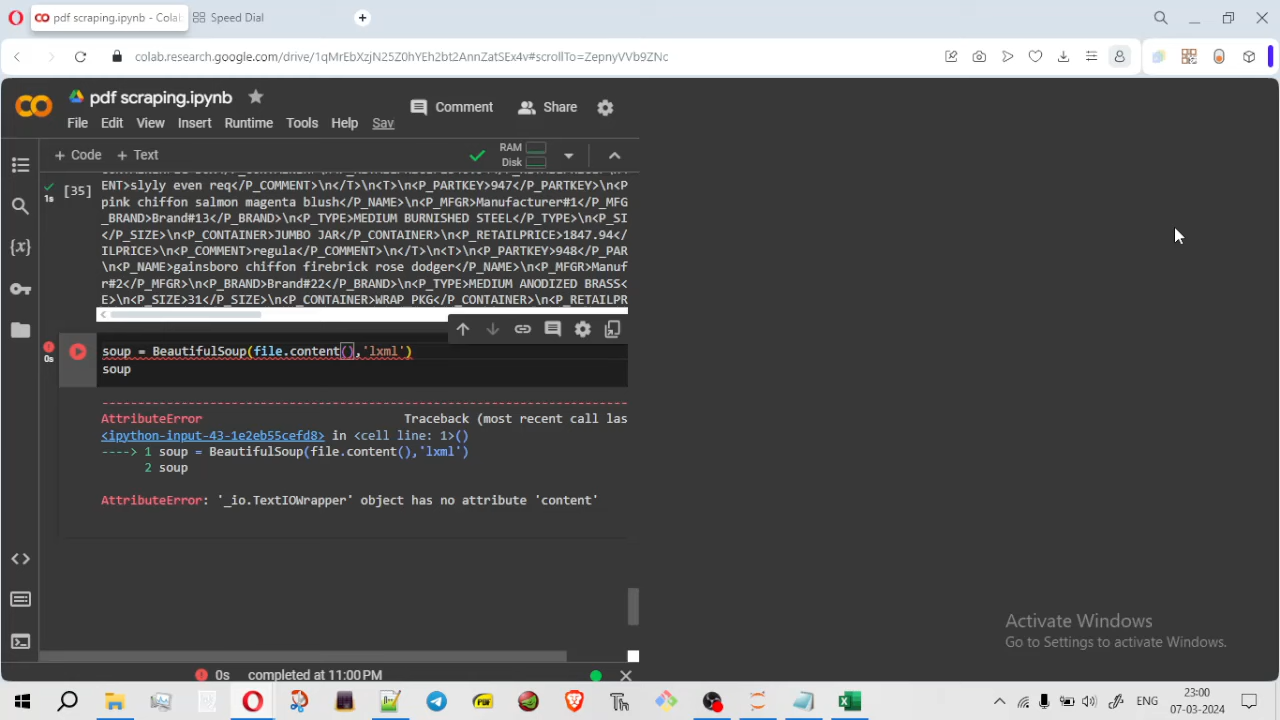 pdf scraping.ipynb - Colab
Speed Dial
colab.research.google.com/drive/1qMrEbXzjN25Z0hYEh2bt2AnnZatSEx4v#scrollTo=ZepnyVVb9ZNc
pdf scraping.ipynb
Comment
Share
File Edit View Insert Runtime Tools Help Sav
+ Code + Text
RAM
Disk
1s
[35]
ENT>slyly even req</P_COMMENT>\n</T>\n<T>\n<P_PARTKEY>947</P_PARTKEY>\n<P
pink chiffon salmon magenta blush</P_NAME>\n<P_MFGR>Manufacturer#1</P_MFG
_BRAND>Brand#13</P_BRAND>\n<P_TYPE>MEDIUM BURNISHED STEEL</P_TYPE>\n<P_SI
</P_SIZE>\n<P_CONTAINER>JUMBO JAR</P_CONTAINER>\n<P_RETAILPRICE>1847.94</
ILPRICE>\n<P_COMMENT>regula</P_COMMENT>\n</T>\n<T>\n<P_PARTKEY>948</P_PAR
\n<P_NAME>gainsboro chiffon firebrick rose dodger</P_NAME>\n<P_MFGR>Manuf
r#2</P_MFGR>\n<P_BRAND>Brand#22</P_BRAND>\n<P_TYPE>MEDIUM ANODIZED BRASS<
E>\n<P_SIZE>31</P_SIZE>\n<P_CONTAINER>WRAP PKG</P_CONTAINER>\n<P_RETAILPR
0s
soup = BeautifulSoup(file.content(),'lxml')
soup
AttributeError Traceback (most recent call las
<ipython-input-43-1e2eb55cefd8> in <cell line: 1>()
----> 1 soup = BeautifulSoup(file.content(),'lxml')
2 soup
AttributeError: '_io.TextIOWrapper' object has no attribute 'content'
Activate Windows
Go to Settings to activate Windows.
0s completed at 11:00 PM
ENG
23:00
07-03-2024